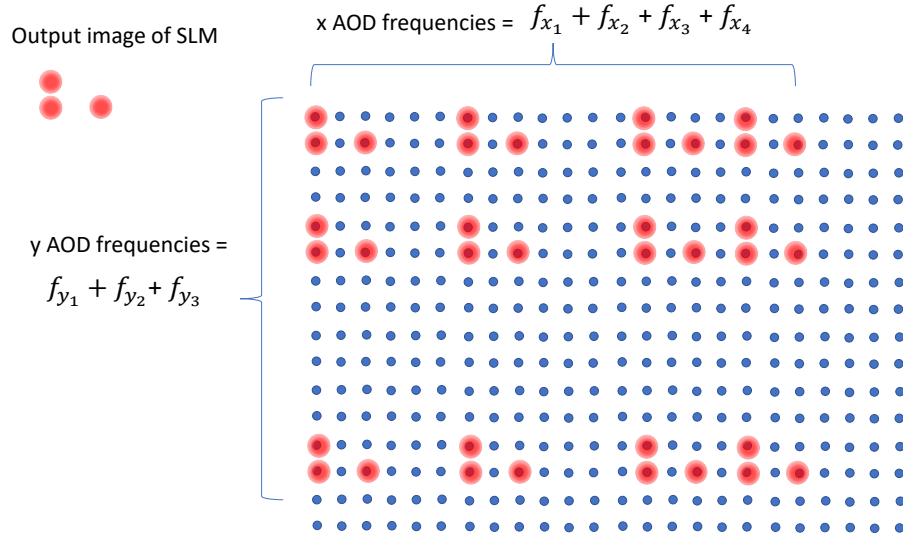 x AOD frequencies = f_{x_1} + f_{x_2} + f_{x_3} + f_{x_4}
Output image of SLM
y AOD frequencies =
f_{y_1} + f_{y_2} + f_{y_3}